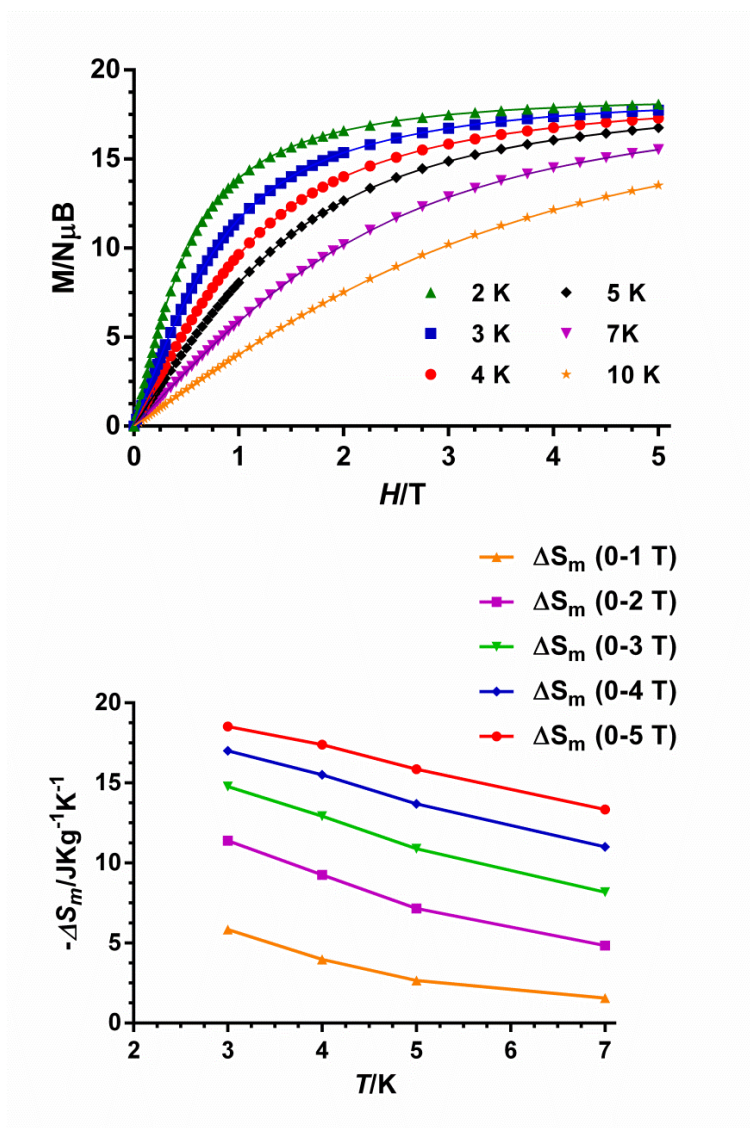 20
15
10
5
0
M/NμB
2 K
5 K
3 K
7K
4 K
10 K
0 1 2 3 4 5
H/T
ΔSm (0-1 T)
ΔSm (0-2 T)
ΔSm (0-3 T)
ΔSm (0-4 T)
ΔSm (0-5 T)
20
15
10
5
0
-ΔSm/JKg-1K-1
2 3 4 5 6 7
T/K